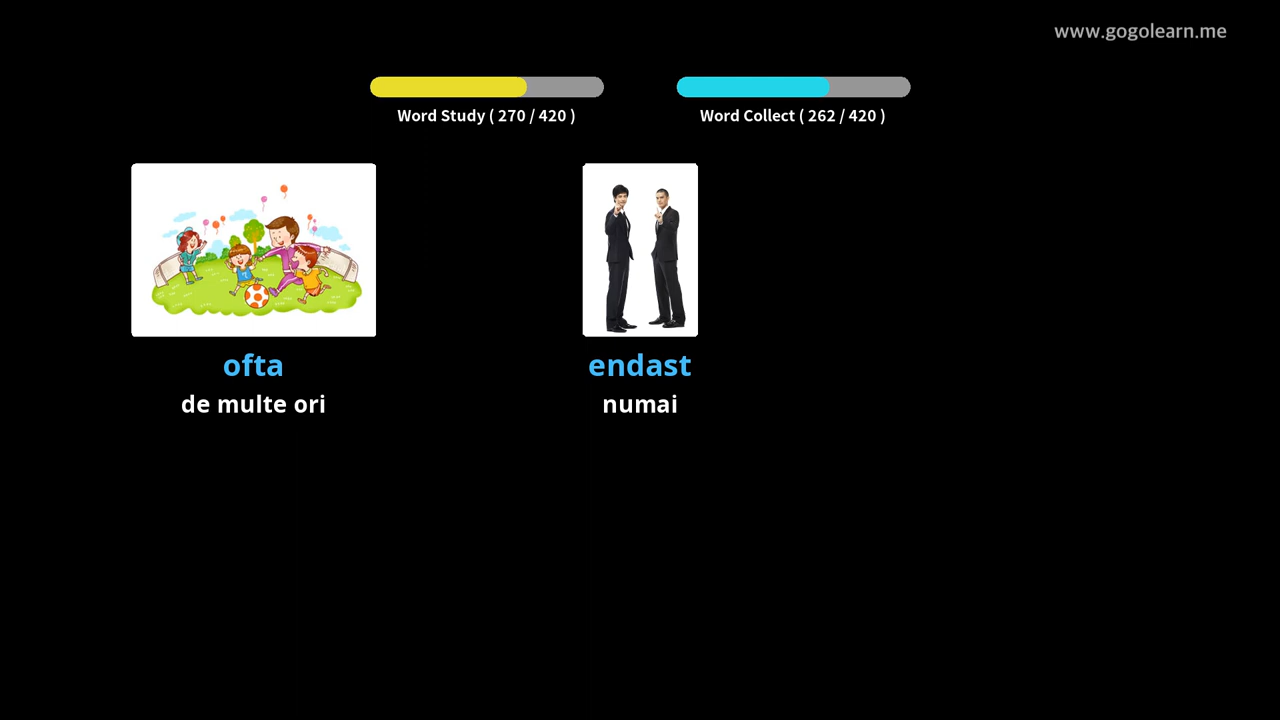 www.gogolearn.me
Word Study ( 270 / 420 )
Word Collect ( 262 / 420 )
ofta
de multe ori
endast
numai